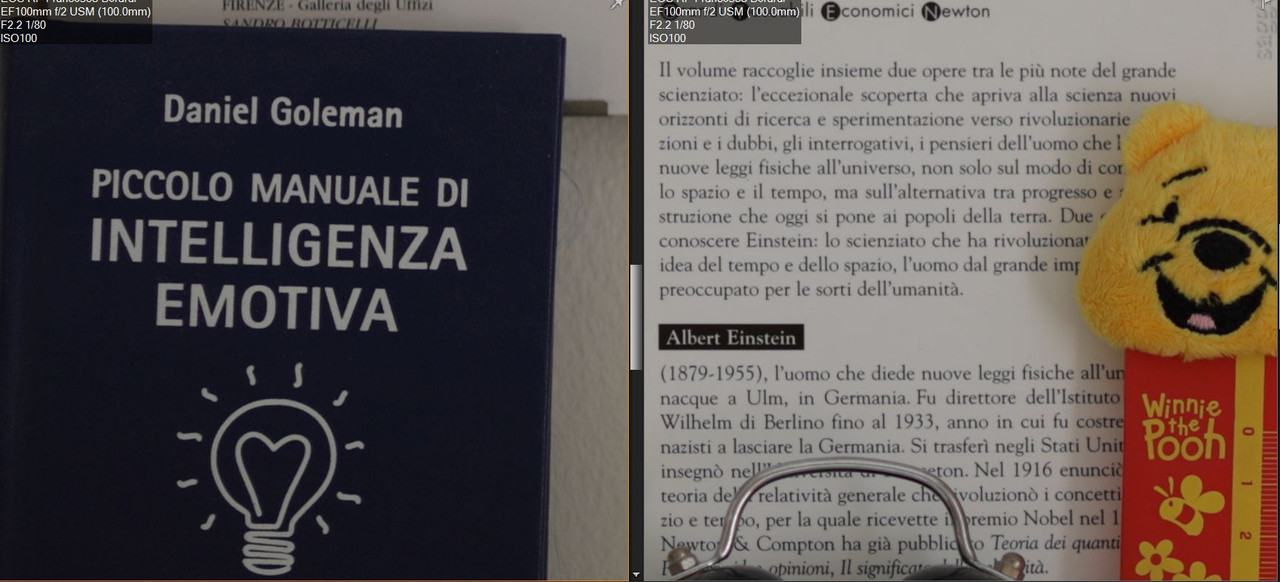 EF100mm f/2 USM (100.0mm)
F2.2 1/80
ISO100
FIRENZE - Galleria degli Uffizi
SANDRO BOTTICELLI
Daniel Goleman
PICCOLO MANUALE DI
INTELLIGENZA
EMOTIVA
EF100mm f/2 USM (100.0mm)
F2.2 1/80
ISO100
Economici Newton
Il volume raccoglie insieme due opere tra le più note del grande
scienziato: l'eccezionale scoperta che apriva alla scienza nuovi
orizzonti di ricerca e sperimentazione verso rivoluzionarie
zioni e i dubbi, gli interrogativi, i pensieri dell'uomo che
nuove leggi fisiche all'universo, non solo sul modo di
lo spazio e il tempo, ma sull'alternativa tra progresso e
struzione che oggi si pone ai popoli della terra. Due
conoscere Einstein: lo scienziato che ha
idea del tempo e dello spazio, l'uomo dal grande
preoccupato per le sorti dell'umanità.
Albert Einstein
(1879-1955), l'uomo che diede nuove leggi fisiche
nacque a Ulm, in Germania. Fu direttore dell'Istituto
Wilhelm di Berlino fino al 1933, anno in cui fu
nazisti a lasciare la Germania. Si trasferì negli Stati
insegnò Nel 1916 enunciò
teoria relatività generale che rivoluzionò i concetti
zio e tempo, per la quale ricevette il premio Nobel nel
Newton & Compton ha già pubblicato Teoria dei quanti
opinioni, Il significato
Winnie
the
Pooh
0
1
2